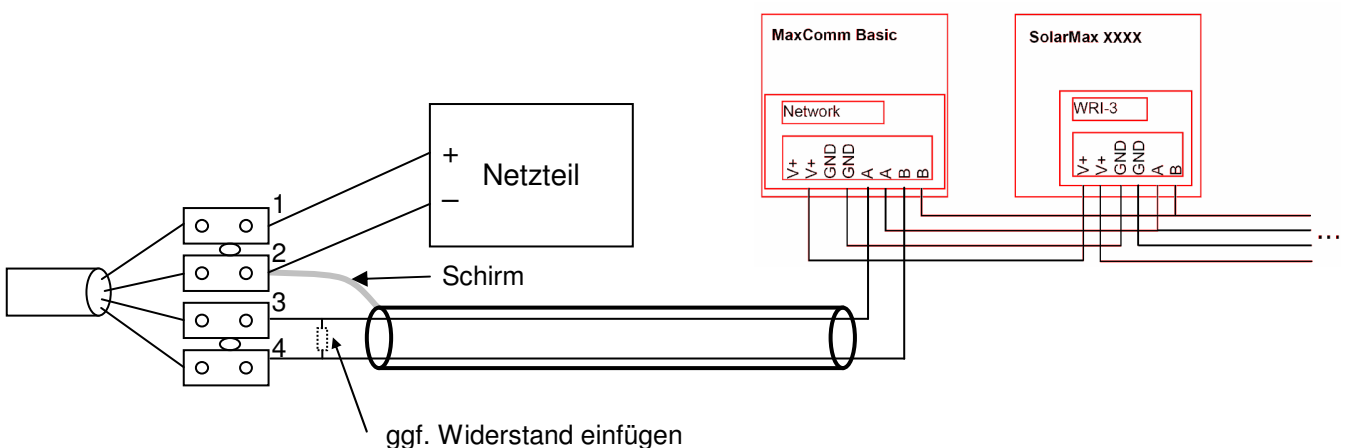 MaxComm Basic
Network
V+
V+
GND
GND
A
A
B
B
SolarMax XXXX
WRI-3
V+
V+
GND
GND
A
B
...
Netzteil
+
–
1
2
3
4
Schirm
ggf. Widerstand einfügen